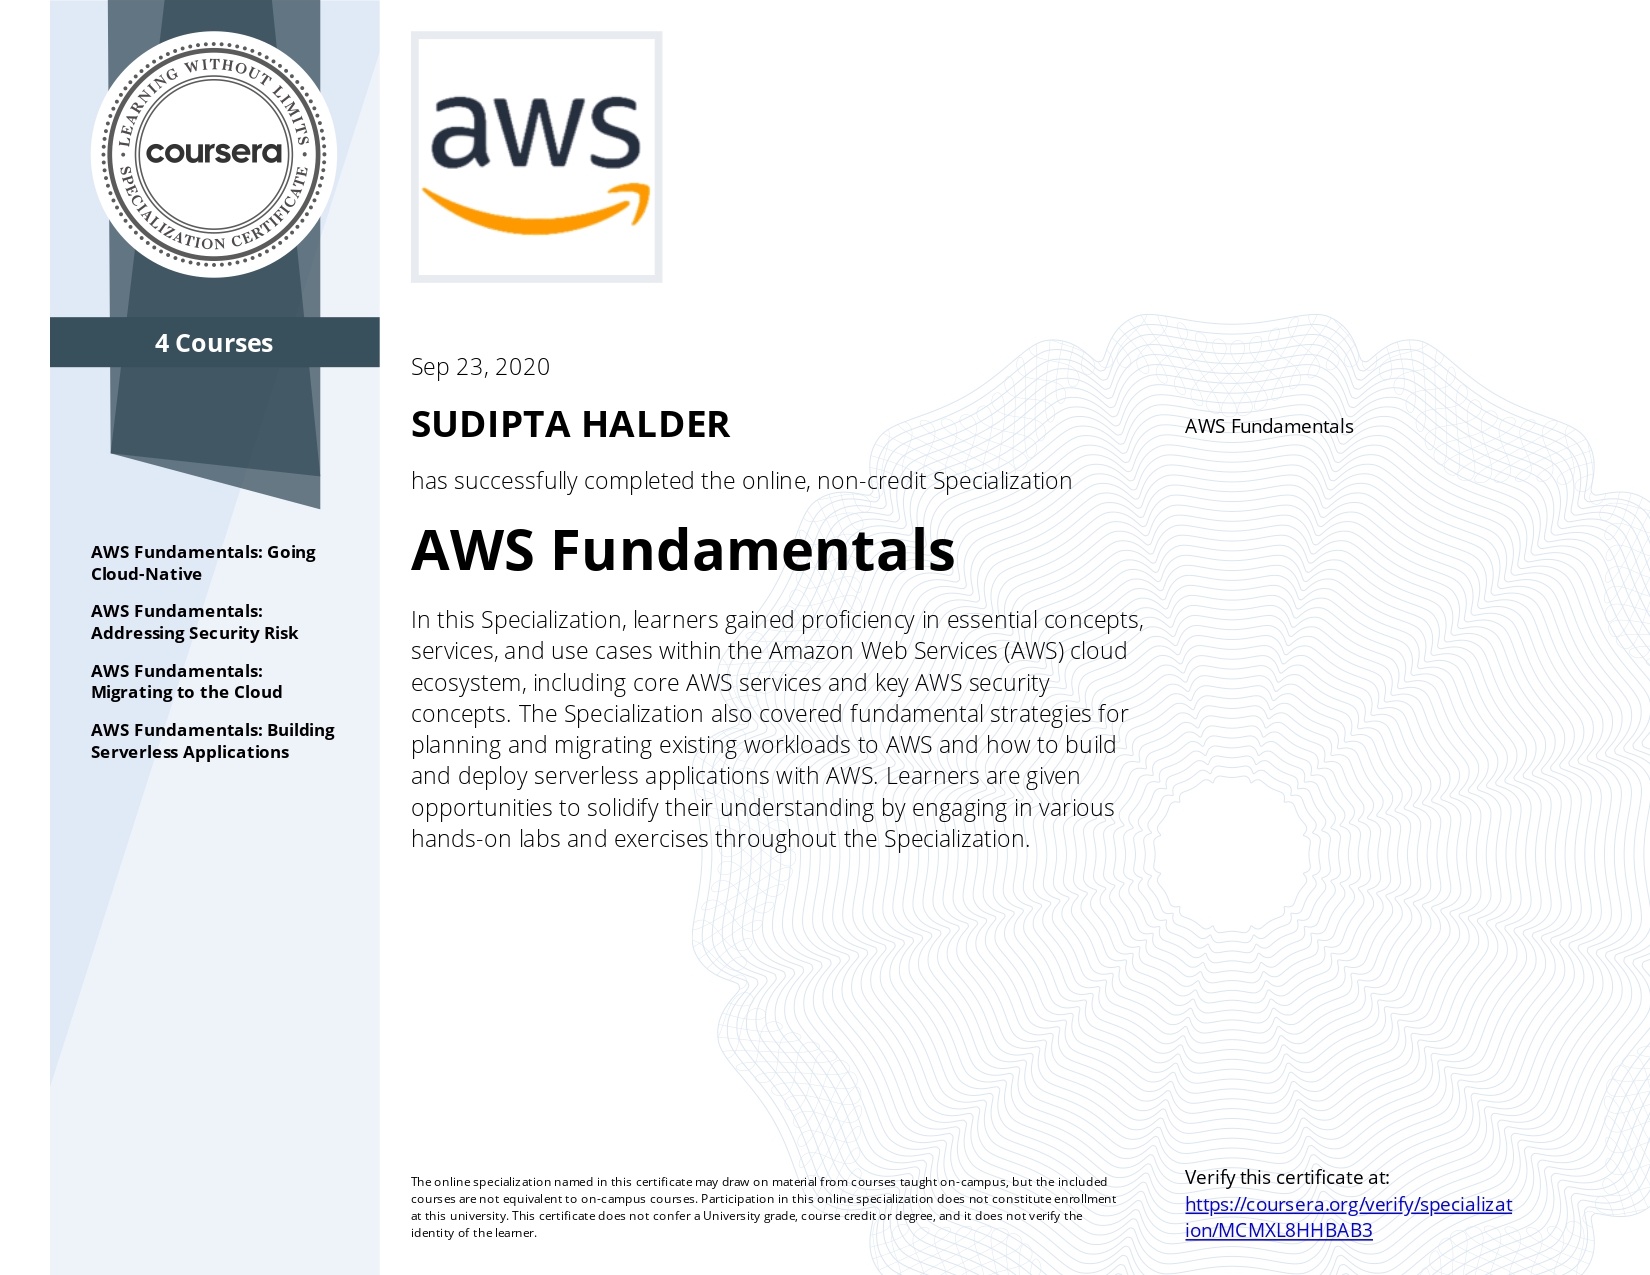 LEARNING WITHOUT LIMITS
coursera
SPECIALIZATION CERTIFICATE
4 Courses
AWS Fundamentals: Going
Cloud-Native
AWS Fundamentals:
Addressing Security Risk
AWS Fundamentals:
Migrating to the Cloud
AWS Fundamentals: Building
Serverless Applications
aws
Sep 23, 2020
SUDIPTA HALDER
has successfully completed the online, non-credit Specialization
AWS Fundamentals
In this Specialization, learners gained proficiency in essential concepts,
services, and use cases within the Amazon Web Services (AWS) cloud
ecosystem, including core AWS services and key AWS security
concepts. The Specialization also covered fundamental strategies for
planning and migrating existing workloads to AWS and how to build
and deploy serverless applications with AWS. Learners are given
opportunities to solidify their understanding by engaging in various
hands-on labs and exercises throughout the Specialization.
AWS Fundamentals
The online specialization named in this certificate may draw on material from courses taught on-campus, but the included
courses are not equivalent to on-campus courses. Participation in this online specialization does not constitute enrollment
at this university. This certificate does not confer a University grade, course credit or degree, and it does not verify the
identity of the learner.
Verify this certificate at:
https://coursera.org/verify/specializat
ion/MCMXL8HHBAB3